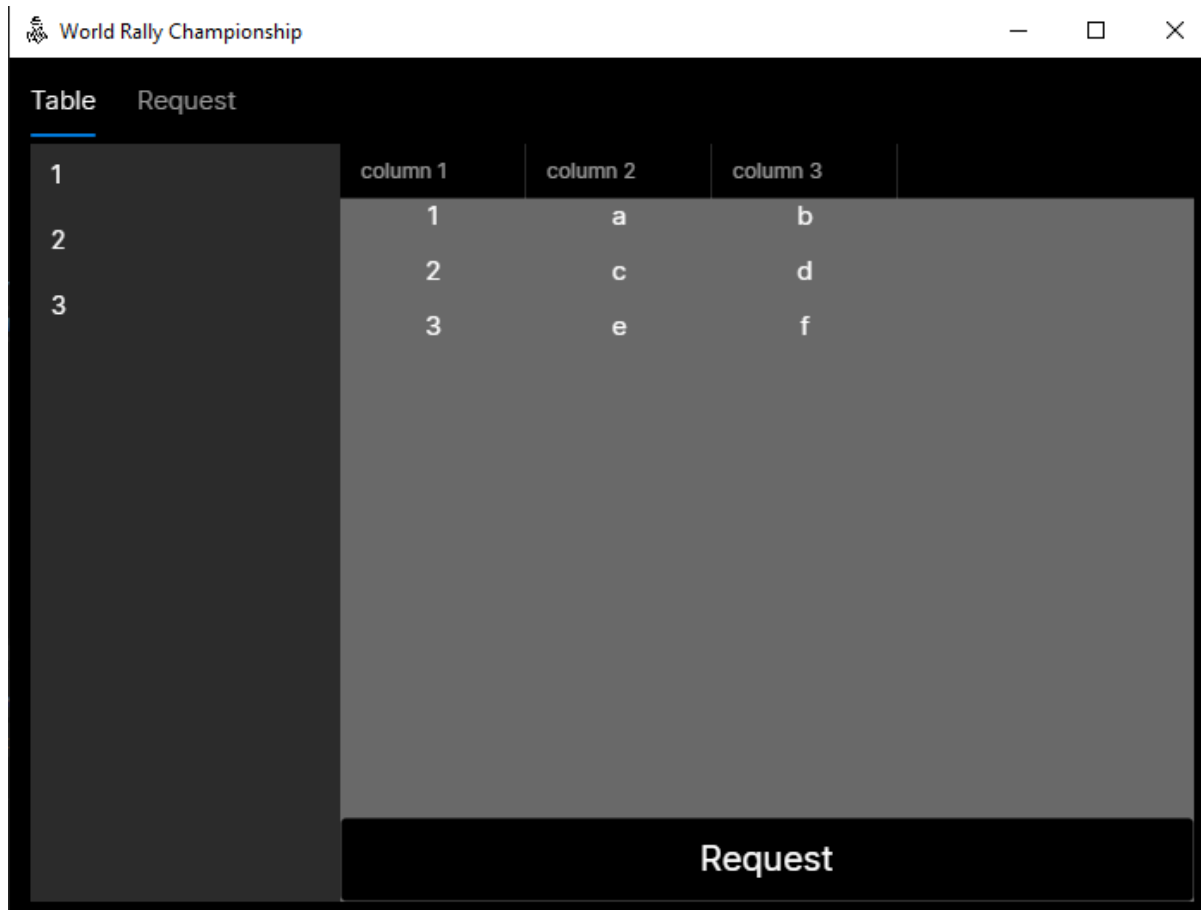 World Rally Championship
Table Request
1
2
3
column 1 column 2 column 3
1 a b
2 c d
3 e f
Request